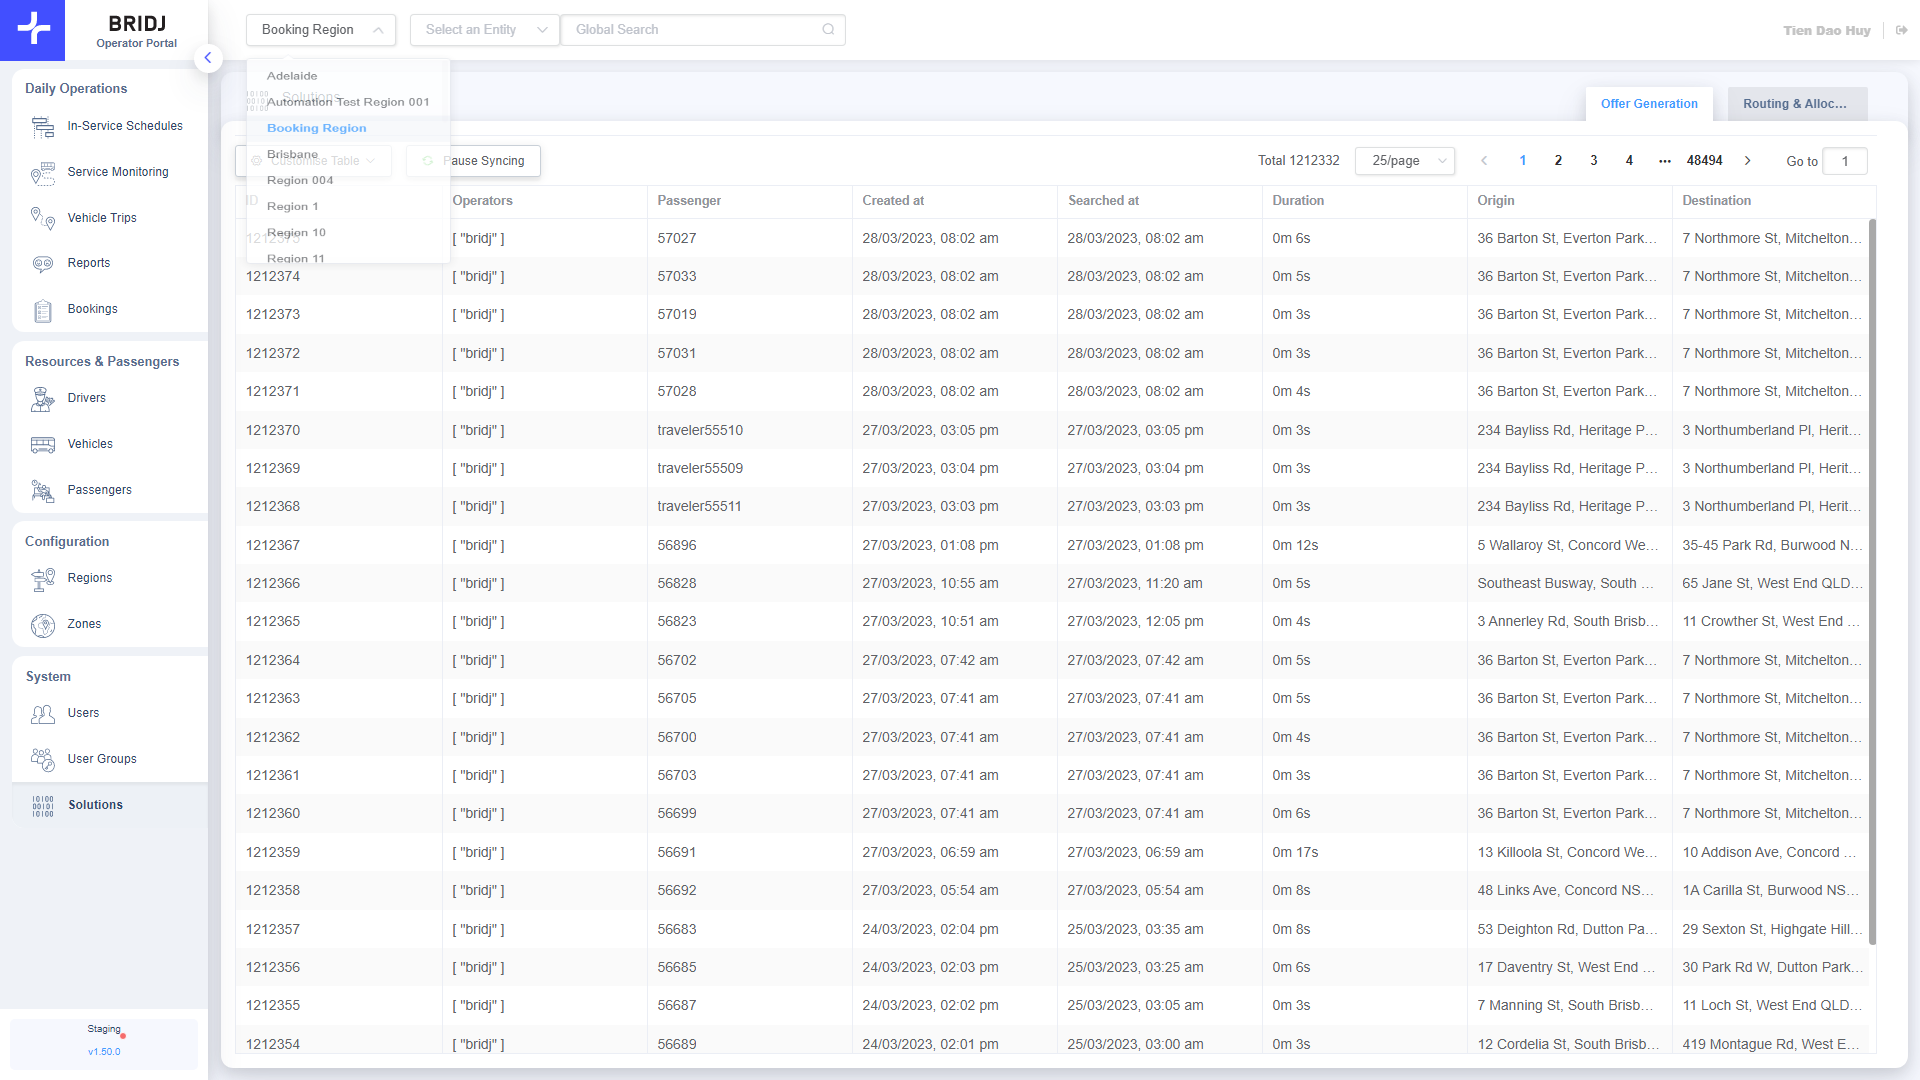 BRIDJ
Operator Portal
Booking Region
Select an Entity
Global Search
Tien Dao Huy
Daily Operations
In-Service Schedules
Service Monitoring
Vehicle Trips
Reports
Bookings
Resources & Passengers
Drivers
Vehicles
Passengers
Configuration
Regions
Zones
System
Users
User Groups
Solutions
Staging
v1.50.0
Adelaide
Automation Test Region 001
Booking Region
Brisbane
Region 004
Region 1
Region 10
Region 11
Solutions
Offer Generation
Routing & Alloc...
Customise Table
Pause Syncing
Total 1212332
25/page
1 2 3 4 ... 48494
Go to 1
ID Operators Passenger Created at Searched at Duration Origin Destination
1212375 [ "bridj" ] 57027 28/03/2023, 08:02 am 28/03/2023, 08:02 am 0m 6s 36 Barton St, Everton Park... 7 Northmore St, Mitchelton...
1212374 [ "bridj" ] 57033 28/03/2023, 08:02 am 28/03/2023, 08:02 am 0m 5s 36 Barton St, Everton Park... 7 Northmore St, Mitchelton...
1212373 [ "bridj" ] 57019 28/03/2023, 08:02 am 28/03/2023, 08:02 am 0m 3s 36 Barton St, Everton Park... 7 Northmore St, Mitchelton...
1212372 [ "bridj" ] 57031 28/03/2023, 08:02 am 28/03/2023, 08:02 am 0m 3s 36 Barton St, Everton Park... 7 Northmore St, Mitchelton...
1212371 [ "bridj" ] 57028 28/03/2023, 08:02 am 28/03/2023, 08:02 am 0m 4s 36 Barton St, Everton Park... 7 Northmore St, Mitchelton...
1212370 [ "bridj" ] traveler55510 27/03/2023, 03:05 pm 27/03/2023, 03:05 pm 0m 3s 234 Bayliss Rd, Heritage P... 3 Northumberland Pl, Herit...
1212369 [ "bridj" ] traveler55509 27/03/2023, 03:04 pm 27/03/2023, 03:04 pm 0m 3s 234 Bayliss Rd, Heritage P... 3 Northumberland Pl, Herit...
1212368 [ "bridj" ] traveler55511 27/03/2023, 03:03 pm 27/03/2023, 03:03 pm 0m 3s 234 Bayliss Rd, Heritage P... 3 Northumberland Pl, Herit...
1212367 [ "bridj" ] 56896 27/03/2023, 01:08 pm 27/03/2023, 01:08 pm 0m 12s 5 Wallaroy St, Concord We... 35-45 Park Rd, Burwood N...
1212366 [ "bridj" ] 56828 27/03/2023, 10:55 am 27/03/2023, 11:20 am 0m 5s Southeast Busway, South ... 65 Jane St, West End QLD...
1212365 [ "bridj" ] 56823 27/03/2023, 10:51 am 27/03/2023, 12:05 pm 0m 4s 3 Annerley Rd, South Brisb... 11 Crowther St, West End ...
1212364 [ "bridj" ] 56702 27/03/2023, 07:42 am 27/03/2023, 07:42 am 0m 5s 36 Barton St, Everton Park... 7 Northmore St, Mitchelton...
1212363 [ "bridj" ] 56705 27/03/2023, 07:41 am 27/03/2023, 07:41 am 0m 5s 36 Barton St, Everton Park... 7 Northmore St, Mitchelton...
1212362 [ "bridj" ] 56700 27/03/2023, 07:41 am 27/03/2023, 07:41 am 0m 4s 36 Barton St, Everton Park... 7 Northmore St, Mitchelton...
1212361 [ "bridj" ] 56703 27/03/2023, 07:41 am 27/03/2023, 07:41 am 0m 3s 36 Barton St, Everton Park... 7 Northmore St, Mitchelton...
1212360 [ "bridj" ] 56699 27/03/2023, 07:41 am 27/03/2023, 07:41 am 0m 6s 36 Barton St, Everton Park... 7 Northmore St, Mitchelton...
1212359 [ "bridj" ] 56691 27/03/2023, 06:59 am 27/03/2023, 06:59 am 0m 17s 13 Killoola St, Concord We... 10 Addison Ave, Concord ...
1212358 [ "bridj" ] 56692 27/03/2023, 05:54 am 27/03/2023, 05:54 am 0m 8s 48 Links Ave, Concord NS... 1A Carilla St, Burwood NS...
1212357 [ "bridj" ] 56683 24/03/2023, 02:04 pm 25/03/2023, 03:35 am 0m 8s 53 Deighton Rd, Dutton Pa... 29 Sexton St, Highgate Hill...
1212356 [ "bridj" ] 56685 24/03/2023, 02:03 pm 25/03/2023, 03:25 am 0m 6s 17 Daventry St, West End ... 30 Park Rd W, Dutton Park...
1212355 [ "bridj" ] 56687 24/03/2023, 02:02 pm 25/03/2023, 03:05 am 0m 3s 7 Manning St, South Brisb... 11 Loch St, West End QLD...
1212354 [ "bridj" ] 56689 24/03/2023, 02:01 pm 25/03/2023, 03:00 am 0m 3s 12 Cordelia St, South Brisb... 419 Montague Rd, West E...